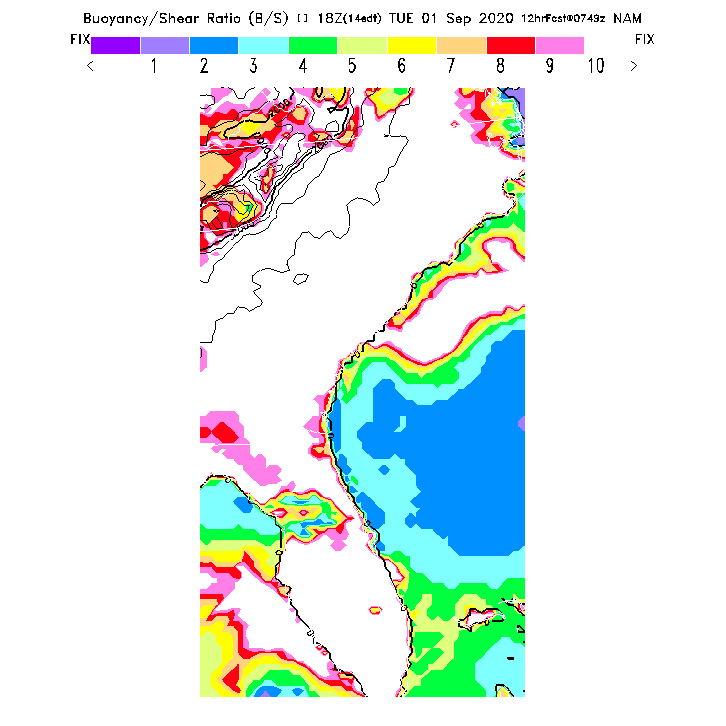 Buoyancy/Shear Ratio (B/S) [] 18Z(14edt) TUE 01 Sep 2020 12hrFcst@0749z NAM
FIX FIX
< 1 2 3 4 5 6 7 8 9 10 >